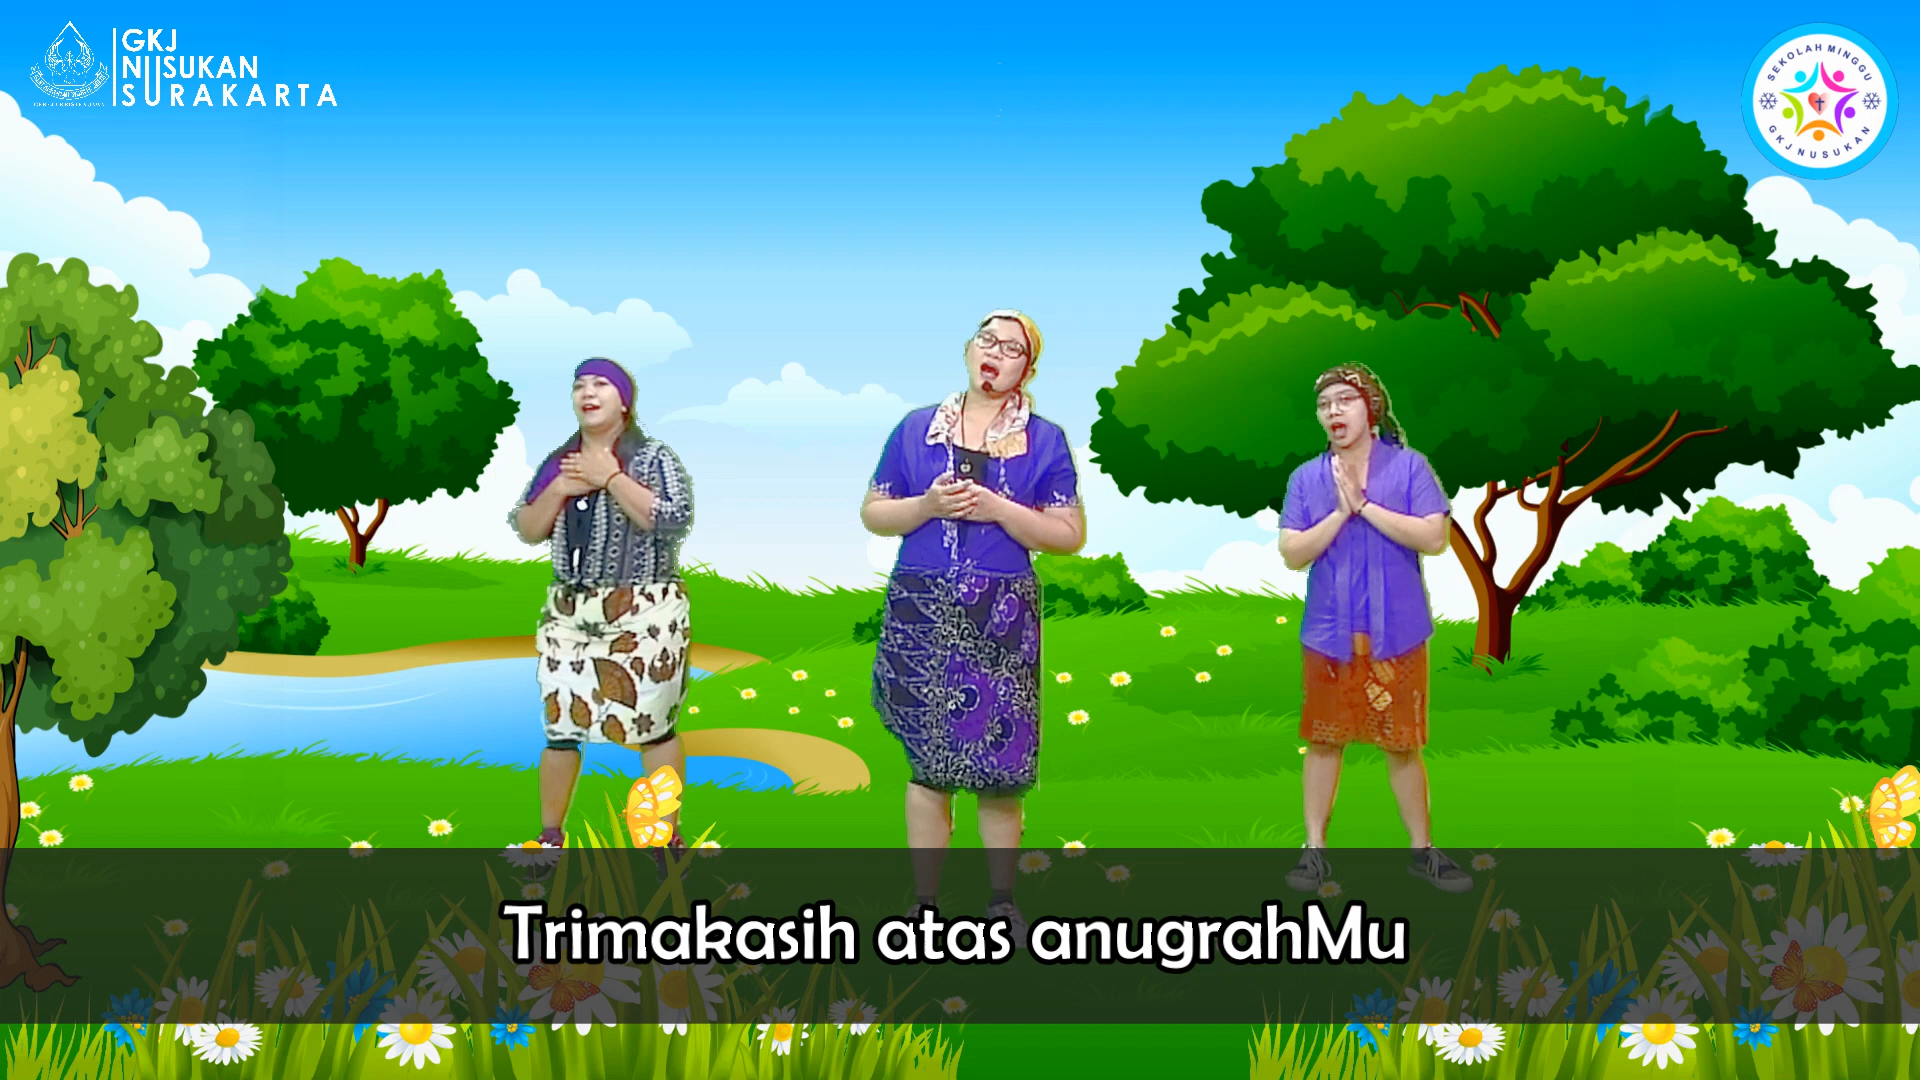 GKJ
NUSUKAN
SURAKARTA
SEKOLAH MINGGU
GKJ NUSUKAN
Trimakasih atas anugrahMu